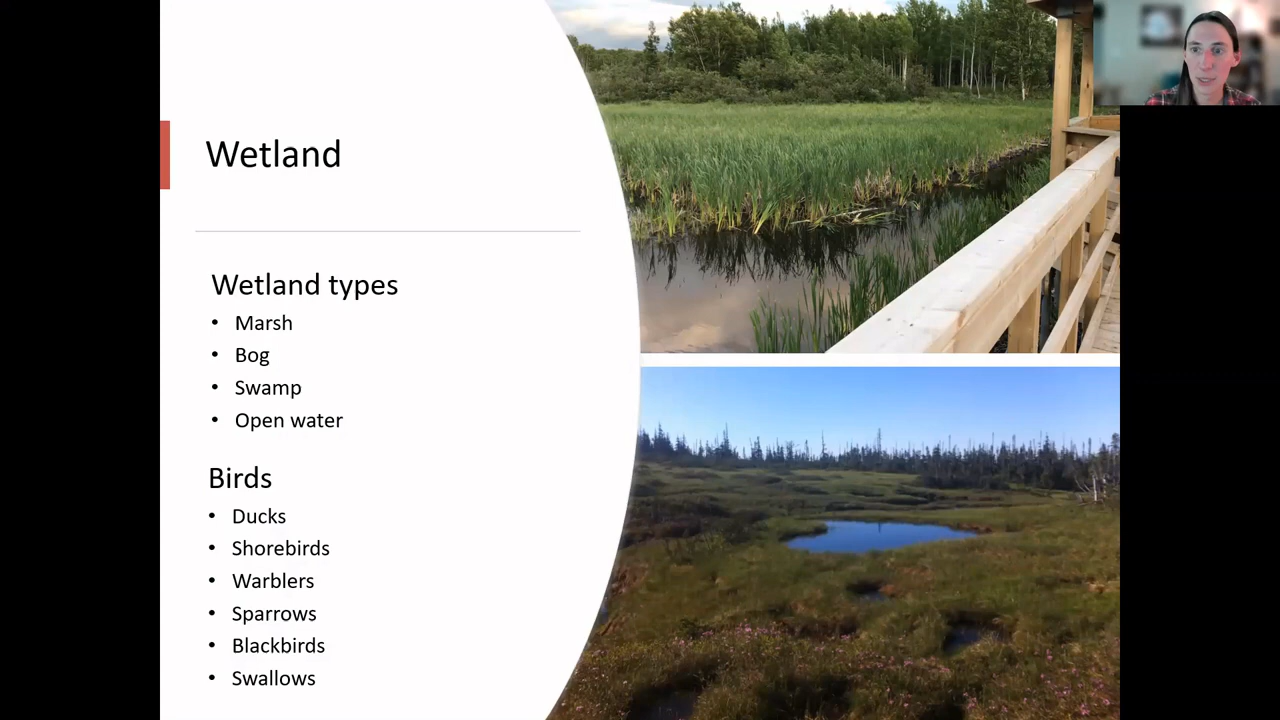 Wetland
Wetland types
• Marsh
• Bog
• Swamp
• Open water
Birds
• Ducks
• Shorebirds
• Warblers
• Sparrows
• Blackbirds
• Swallows